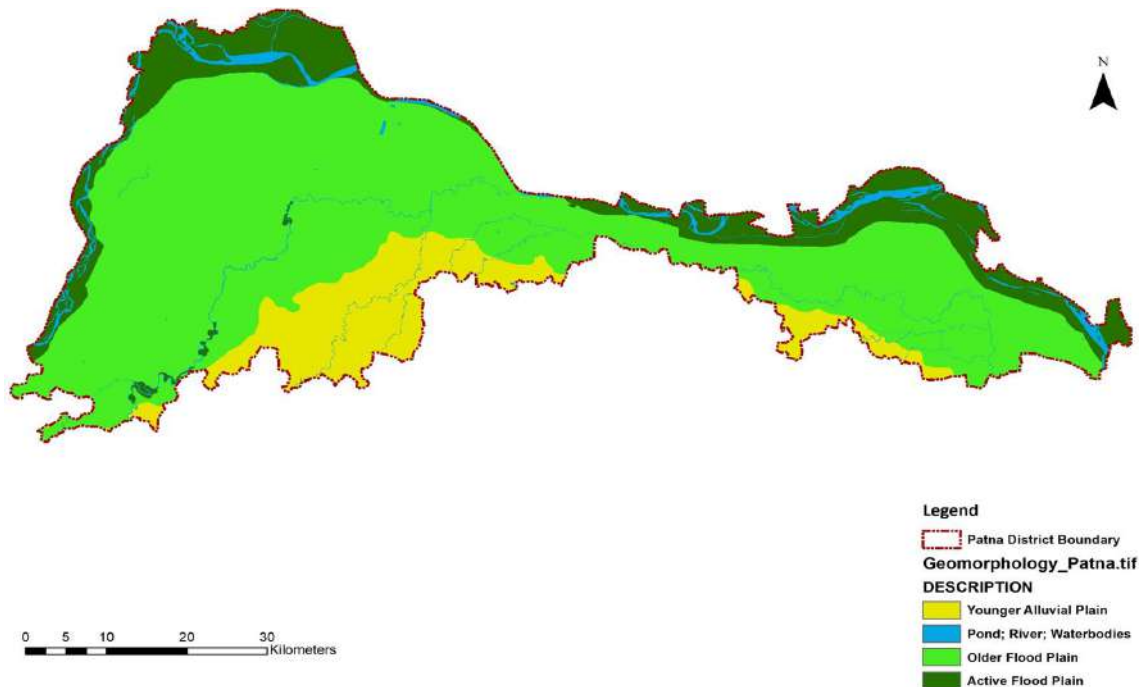 N
Legend
Patna District Boundary
Geomorphology_Patna.tif
DESCRIPTION
Younger Alluvial Plain
Pond; River; Waterbodies
Older Flood Plain
Active Flood Plain
0 5 10 20 30
Kilometers